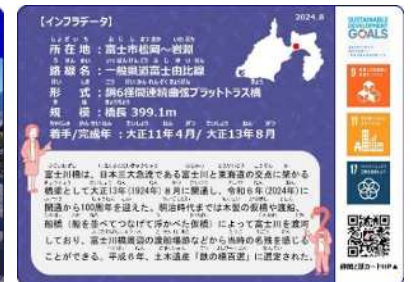 【インフラデータ】
2024.8
所在地：富士市松岡～岩淵
路線名：一般県道富士由比線
形式：鋼6径間連続曲弦プラットトラス橋
規模：橋長 399.1m
着手/完成年：大正11年4月/ 大正13年8月
富士川橋は、日本三大急流である富士川と東海道の交点に架かる
橋梁として大正13年(1924年)8月に開通し、令和6年(2024年)に
開通から100周年を迎えた。明治時代までは木製の仮橋や渡船、
船橋（船を並べてつなげて浮かべた仮橋）によって富士川を渡河
しており、富士川橋周辺の渡船場跡などから当時の名残を感じる
ことができる。平成6年、土木遺産「鉄の橋百選」に選定された。
SUSTAINABLE
DEVELOPMENT
GOALS
9
11
17
静岡どぼカードHP▲